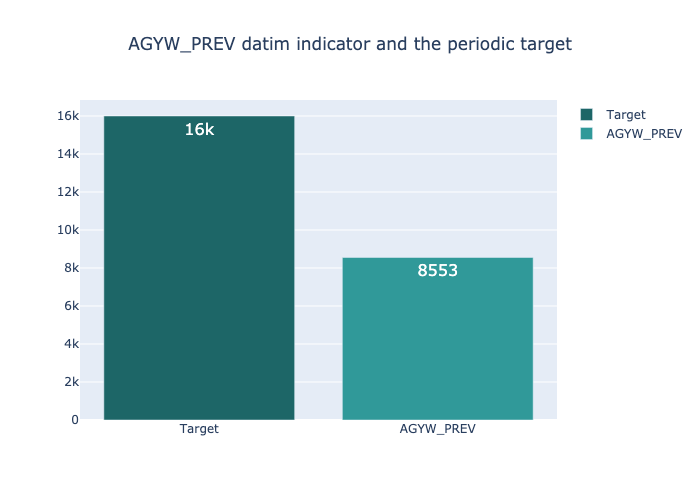 AGYW_PREV datim indicator and the periodic target
16k
14k
12k
10k
8k
6k
4k
2k
0
16k
8553
Target
AGYW_PREV
Target
AGYW_PREV